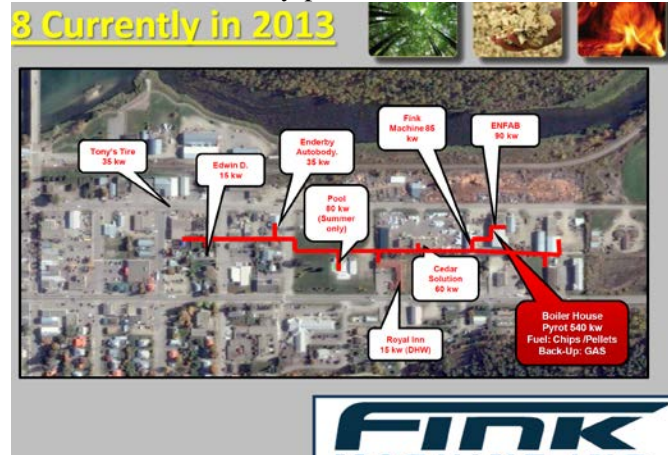 8 Currently in 2013
Tony's Tire
35 kw
Edwin D.
15 kw
Enderby
Autobody.
35 kw
Pool
80 kw
(Summer
only)
Fink
Machine 85
kw
ENFAB
90 kw
Cedar
Solution
60 kw
Royal Inn
15 kw (DHW)
Boiler House
Pyrot 540 kw
Fuel: Chips /Pellets
Back-Up: GAS
FINK